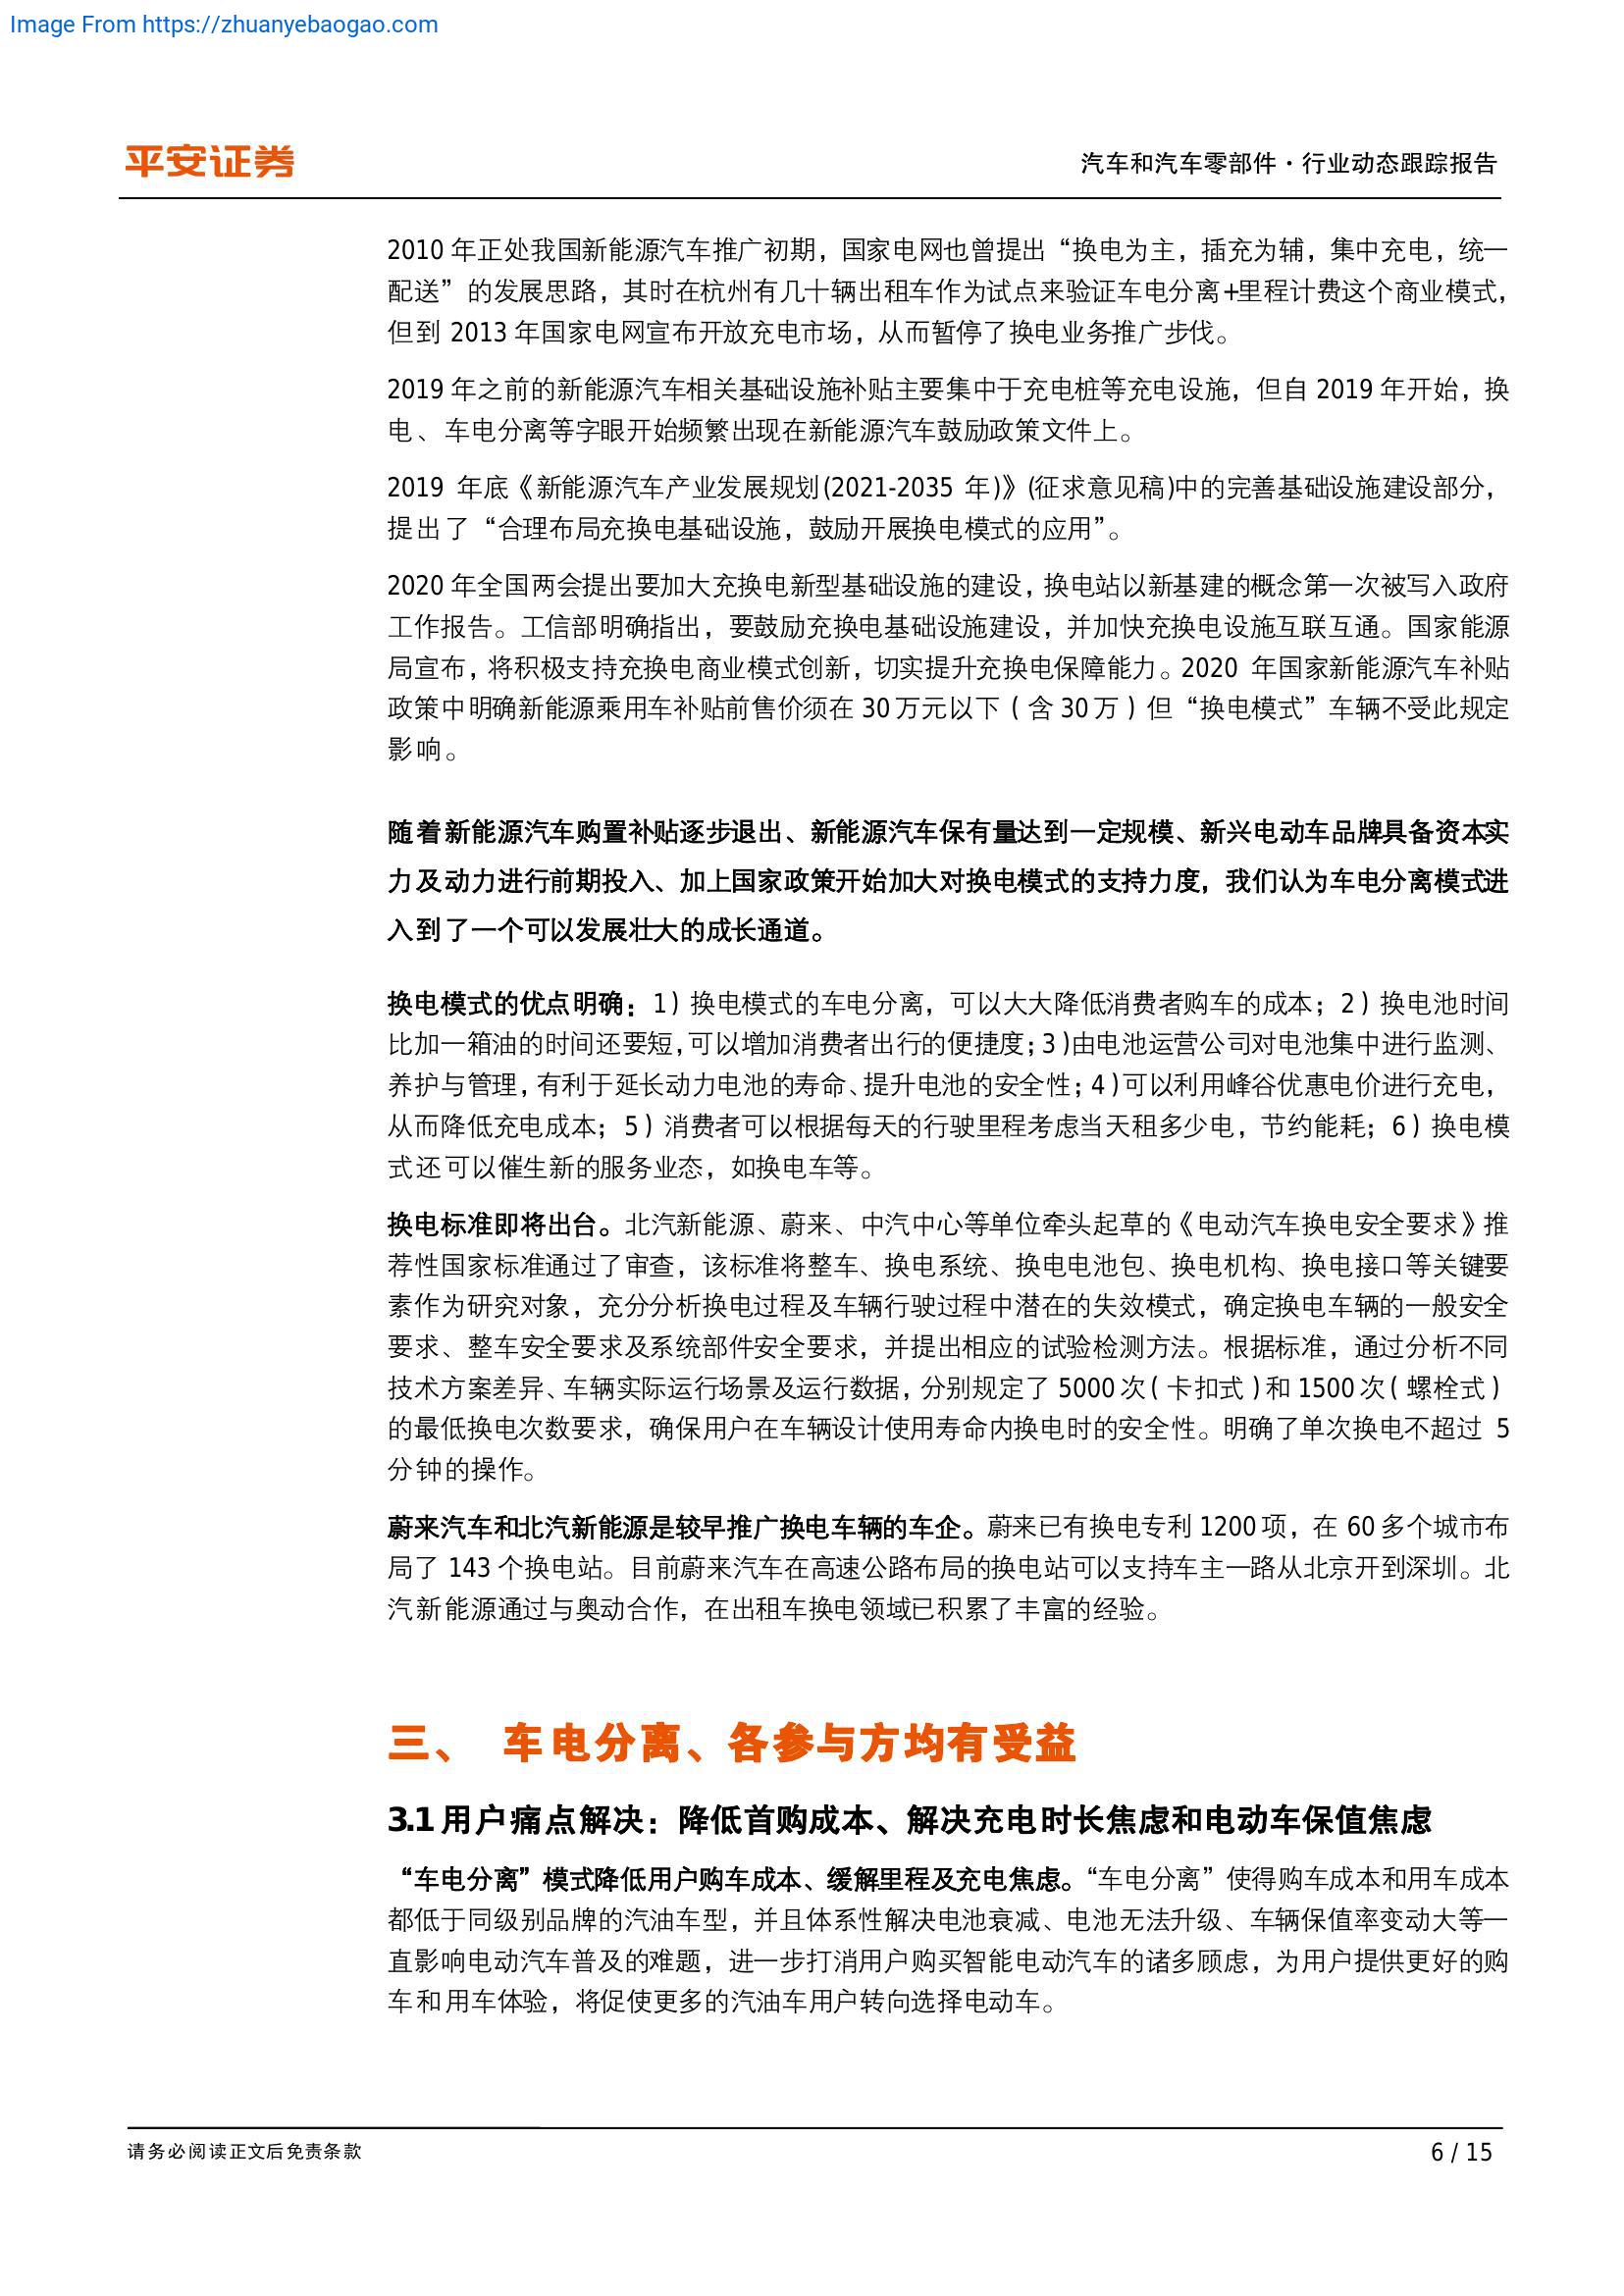 Image From https://zhuanyebaogao.com
平安证券
汽车和汽车零部件·行业动态跟踪报告
2010 年正处我国新能源汽车推广初期，国家电网也曾提出“换电为主，插充为辅，集中充电，统一
配送”的发展思路，其时在杭州有几十辆出租车作为试点来验证车电分离+里程计费这个商业模式，
但到 2013 年国家电网宣布开放充电市场，从而暂停了换电业务推广步伐。
2019 年之前的新能源汽车相关基础设施补贴主要集中于充电桩等充电设施，但自 2019 年开始，换
电、车电分离等字眼开始频繁出现在新能源汽车鼓励政策文件上。
2019 年底《新能源汽车产业发展规划(2021-2035 年)》(征求意见稿)中的完善基础设施建设部分，
提出了“合理布局充换电基础设施，鼓励开展换电模式的应用”。
2020 年全国两会提出要加大充换电新型基础设施的建设，换电站以新基建的概念第一次被写入政府
工作报告。工信部明确指出，要鼓励充换电基础设施建设，并加快充换电设施互联互通。国家能源
局宣布，将积极支持充换电商业模式创新，切实提升充换电保障能力。2020 年国家新能源汽车补贴
政策中明确新能源乘用车补贴前售价须在 30 万元以下（含 30 万）但“换电模式”车辆不受此规定
影响。
随着新能源汽车购置补贴逐步退出、新能源汽车保有量达到一定规模、新兴电动车品牌具备资本实
力及动力进行前期投入、加上国家政策开始加大对换电模式的支持力度，我们认为车电分离模式进
入到了一个可以发展壮大的成长通道。
换电模式的优点明确：1）换电模式的车电分离，可以大大降低消费者购车的成本；2）换电池时间
比加一箱油的时间还要短，可以增加消费者出行的便捷度；3）由电池运营公司对电池集中进行监测、
养护与管理，有利于延长动力电池的寿命、提升电池的安全性；4）可以利用峰谷优惠电价进行充电，
从而降低充电成本；5）消费者可以根据每天的行驶里程考虑当天租多少电，节约能耗；6）换电模
式还可以催生新的服务业态，如换电车等。
换电标准即将出台。北汽新能源、蔚来、中汽中心等单位牵头起草的《电动汽车换电安全要求》推
荐性国家标准通过了审查，该标准将整车、换电系统、换电电池包、换电机构、换电接口等关键要
素作为研究对象，充分分析换电过程及车辆行驶过程中潜在的失效模式，确定换电车辆的一般安全
要求、整车安全要求及系统部件安全要求，并提出相应的试验检测方法。根据标准，通过分析不同
技术方案差异、车辆实际运行场景及运行数据，分别规定了 5000 次（卡扣式）和 1500 次（螺栓式）
的最低换电次数要求，确保用户在车辆设计使用寿命内换电时的安全性。明确了单次换电不超过 5
分钟的操作。
蔚来汽车和北汽新能源是较早推广换电车辆的车企。蔚来已有换电专利 1200 项，在 60 多个城市布
局了 143 个换电站。目前蔚来汽车在高速公路布局的换电站可以支持车主一路从北京开到深圳。北
汽新能源通过与奥动合作，在出租车换电领域已积累了丰富的经验。
三、 车电分离、各参与方均有受益
3.1 用户痛点解决：降低首购成本、解决充电时长焦虑和电动车保值焦虑
“车电分离”模式降低用户购车成本、缓解里程及充电焦虑。“车电分离”使得购车成本和用车成本
都低于同级别品牌的汽油车型，并且体系性解决电池衰减、电池无法升级、车辆保值率变动大等一
直影响电动汽车普及的难题，进一步打消用户购买智能电动汽车的诸多顾虑，为用户提供更好的购
车和用车体验，将促使更多的汽油车用户转向选择电动车。
请务必阅读正文后免责条款
6 / 15